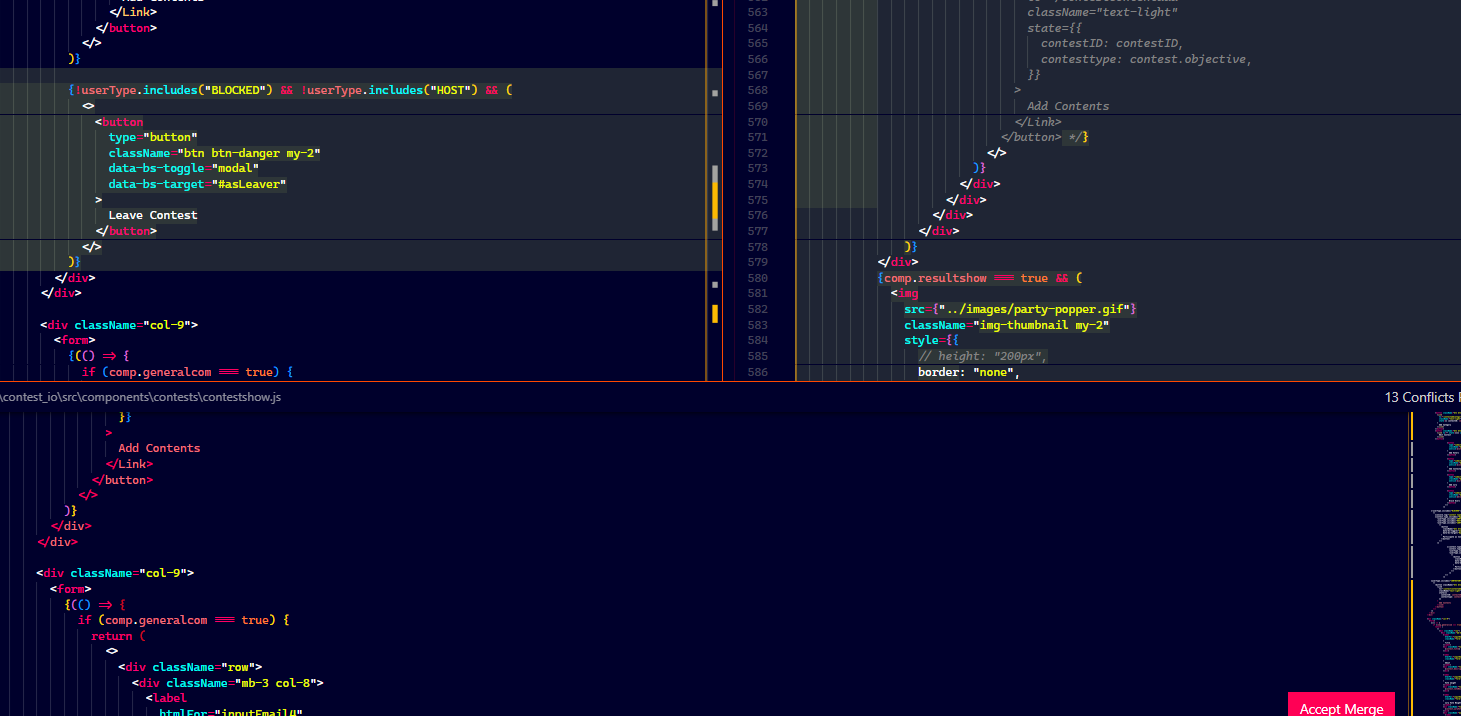 </Link>
</button>
</>
)}
{!userType.includes("BLOCKED") && !userType.includes("HOST") && (
<>
<button
type="button"
className="btn btn-danger my-2"
data-bs-toggle="modal"
data-bs-target="#asLeaver"
>
Leave Contest
</button>
</>
)}
</div>
</div>
<div className="col-9">
<form>
{(() => {
if (comp.generalcom === true) {
563 className="text-light"
564 state={{
565 contestID: contestID,
566 contesttype: contest.objective,
567 }}
568 >
569 Add Contents
570 </Link>
571 </button> */}
572 </>
573 )}
574 </div>
575 </div>
576 </div>
577 </div>
578 )}
579 </div>
580 {comp.resultshow === true && (
581 <img
582 src={"../images/party-popper.gif"}
583 className="img-thumbnail my-2"
584 style={{
585 // height: "200px",
586 border: "none",
\contest_io\src\components\contests\contestshow.js
13 Conflicts
}}
>
Add Contents
</Link>
</button>
</>
)}
</div>
</div>
<div className="col-9">
<form>
{(() => {
if (comp.generalcom === true) {
return (
<>
<div className="row">
<div className="mb-3 col-8">
<label
htmlFor="inputEmail4"
Accept Merge